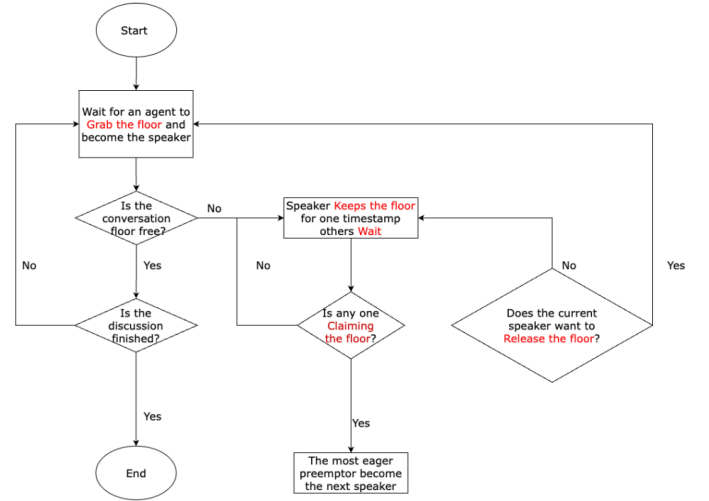 Start
Wait for an agent to
Grab the floor and
become the speaker
Is the
conversation
floor free?
No
Speaker Keeps the floor
for one timestamp
others Wait
No
Yes
No
No
Yes
Is the
discussion
finished?
Is any one
Claiming
the floor?
Does the current
speaker want to
Release the floor?
Yes
Yes
End
The most eager
preemptor become
the next speaker